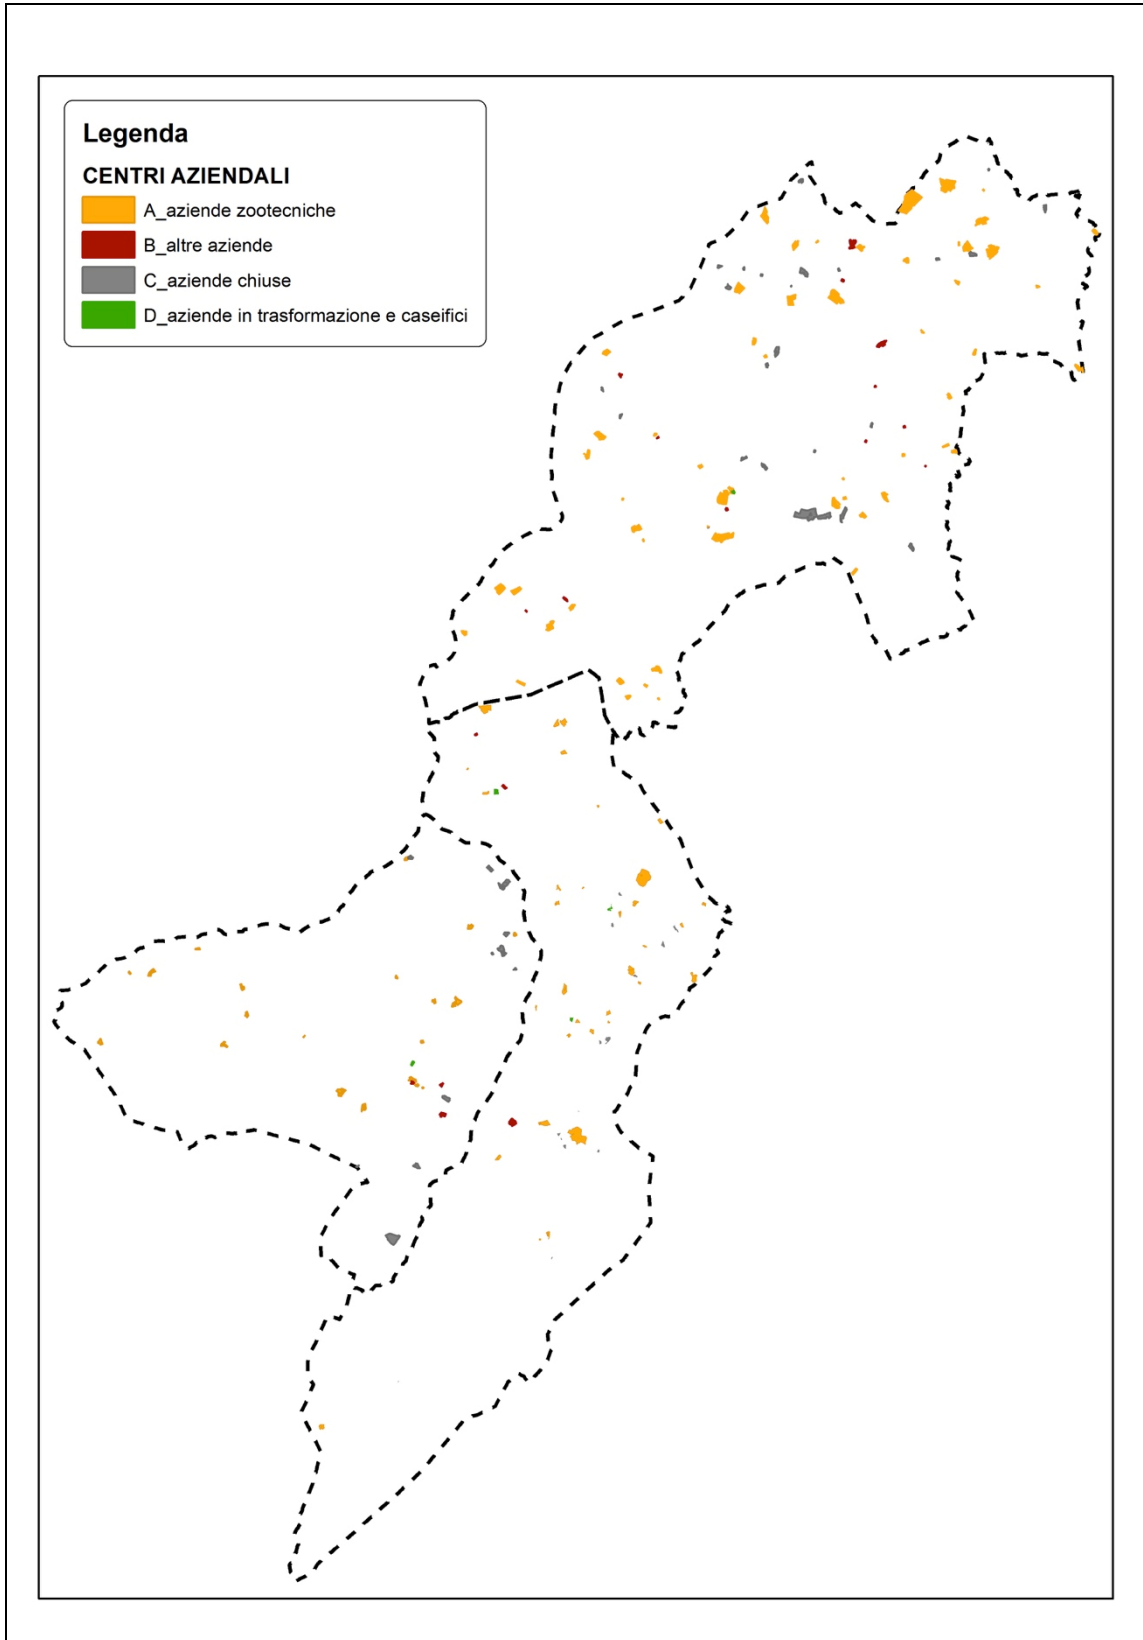 Legenda
CENTRI AZIENDALI
A_aziende zootecniche
B_altre aziende
C_aziende chiuse
D_aziende in trasformazione e caseifici